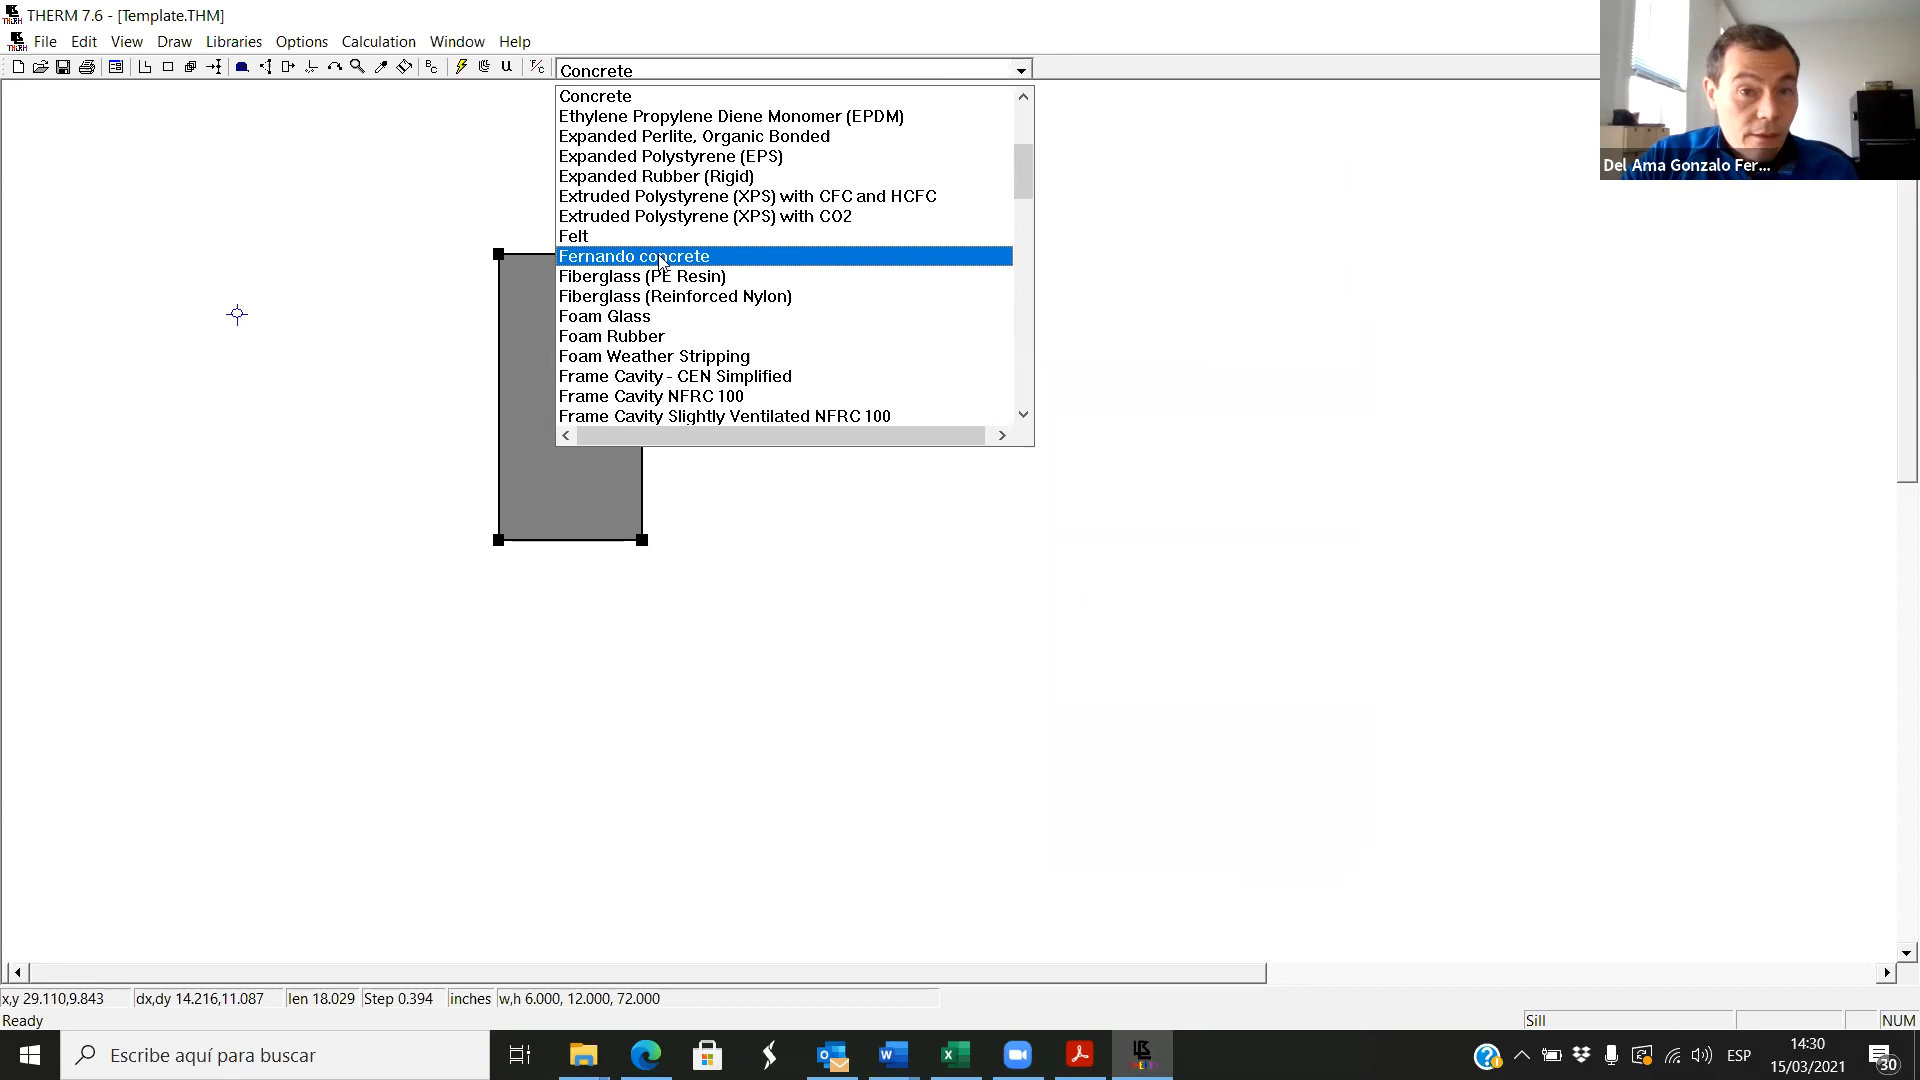 THERM 7.6 - [Template.THM]
File Edit View Draw Libraries Options Calculation Window Help
Concrete
Concrete
Ethylene Propylene Diene Monomer (EPDM)
Expanded Perlite, Organic Bonded
Expanded Polystyrene (EPS)
Expanded Rubber (Rigid)
Extruded Polystyrene (XPS) with CFC and HCFC
Extruded Polystyrene (XPS) with CO2
Felt
Fernando concrete
Fiberglass (PE Resin)
Fiberglass (Reinforced Nylon)
Foam Glass
Foam Rubber
Foam Weather Stripping
Frame Cavity - CEN Simplified
Frame Cavity NFRC 100
Frame Cavity Slightly Ventilated NFRC 100
Del Ama Gonzalo Fer...
x,y 29.110,9.843 dx,dy 14.216,11.087 len 18.029 Step 0.394 inches w,h 6.000, 12.000, 72.000
Ready Sill NUM
Escribe aquí para buscar
ESP
14:30
15/03/2021
30